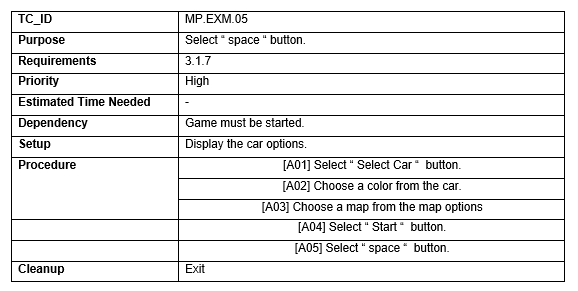 TC_ID MP.EXM.05
Purpose Select “ space “ button.
Requirements 3.1.7
Priority High
Estimated Time Needed -
Dependency Game must be started.
Setup Display the car options.
Procedure [A01] Select “ Select Car “ button.
[A02] Choose a color from the car.
[A03] Choose a map from the map options
[A04] Select “ Start “ button.
[A05] Select “ space “ button.
Cleanup Exit